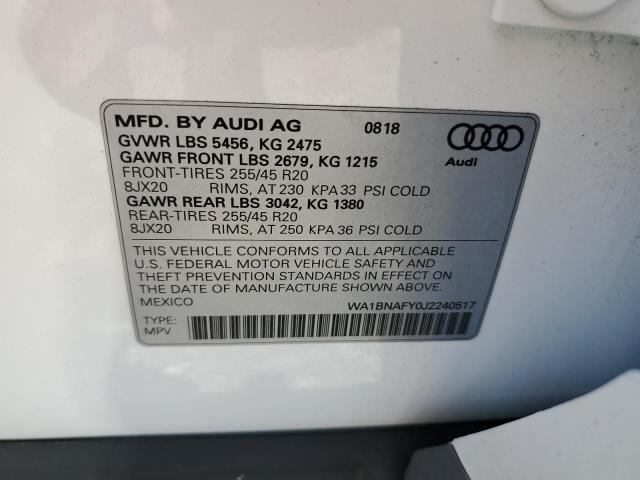 MFD. BY AUDI AG 0818
GVWR LBS 5456, KG 2475
GAWR FRONT LBS 2679, KG 1215
FRONT-TIRES 255/45 R20
8JX20 RIMS, AT 230 KPA 33 PSI COLD
GAWR REAR LBS 3042, KG 1380
REAR-TIRES 255/45 R20
8JX20 RIMS, AT 250 KPA 36 PSI COLD
Audi
THIS VEHICLE CONFORMS TO ALL APPLICABLE
U.S. FEDERAL MOTOR VEHICLE SAFETY AND
THEFT PREVENTION STANDARDS IN EFFECT ON
THE DATE OF MANUFACTURE SHOWN ABOVE.
MEXICO WA1BNAFY0J2240517
TYPE:
MPV